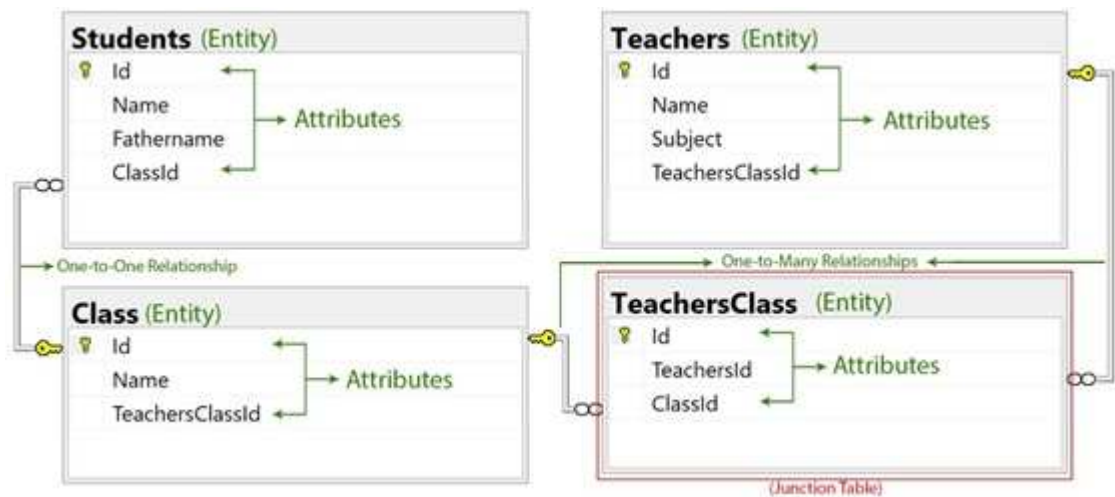 Students (Entity)
Id
Name
Fathername
ClassId
Attributes
Teachers (Entity)
Id
Name
Subject
TeachersClassId
Attributes
One-to-One Relationship
One-to-Many Relationships
Class (Entity)
Id
Name
TeachersClassId
Attributes
TeachersClass (Entity)
Id
TeachersId
ClassId
Attributes
(Junction Table)